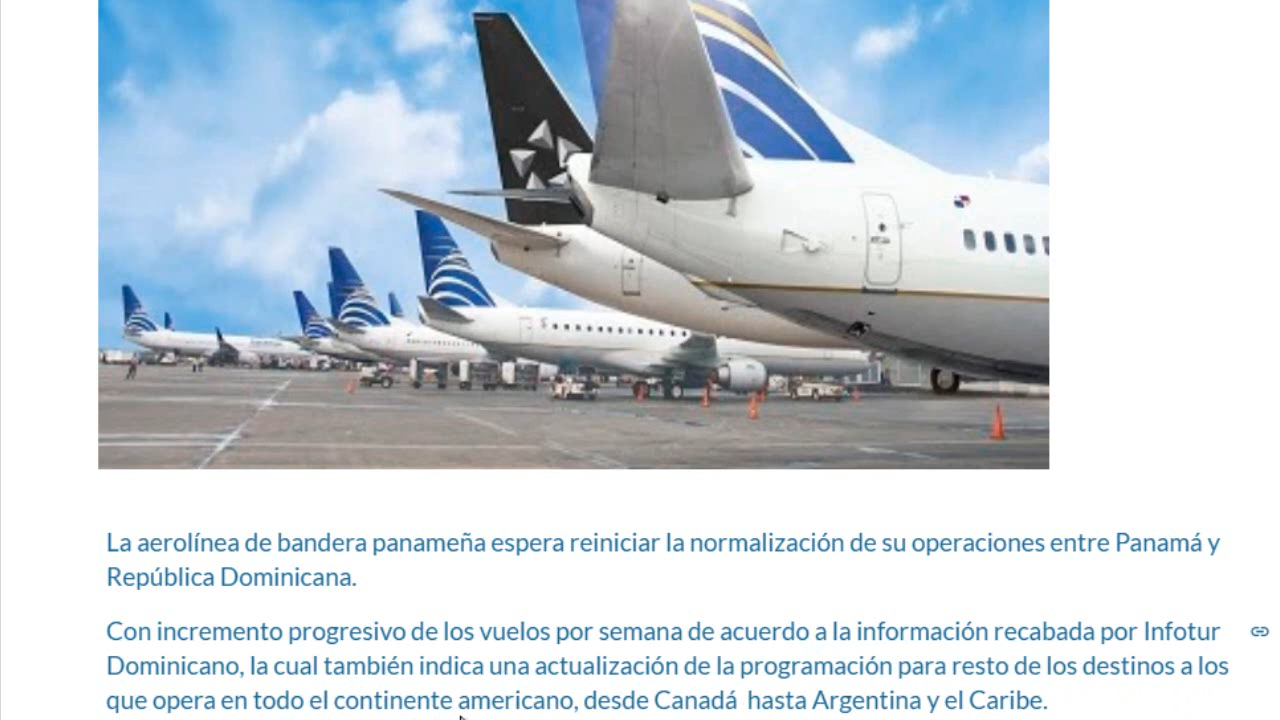 La aerolínea de bandera panameña espera reiniciar la normalización de su operaciones entre Panamá y
República Dominicana.
Con incremento progresivo de los vuelos por semana de acuerdo a la información recabada por Infotur
Dominicano, la cual también indica una actualización de la programación para resto de los destinos a los
que opera en todo el continente americano, desde Canadá hasta Argentina y el Caribe.